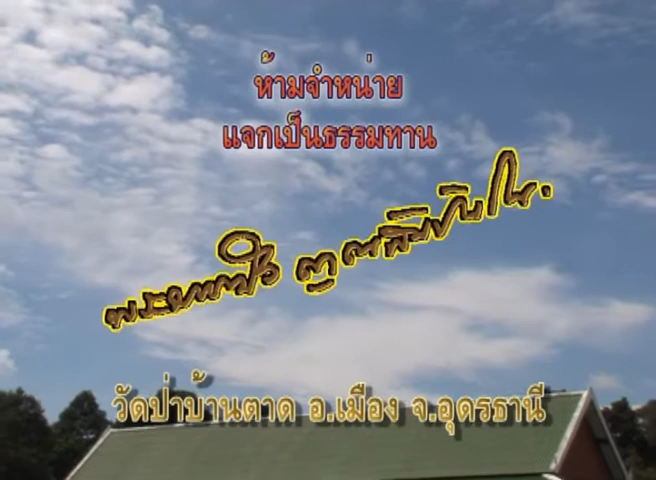 ห้ามจำหน่าย
แจกเป็นธรรมทาน
วัดป่าบ้านตาด อ.เมือง จ.อุดรธานี